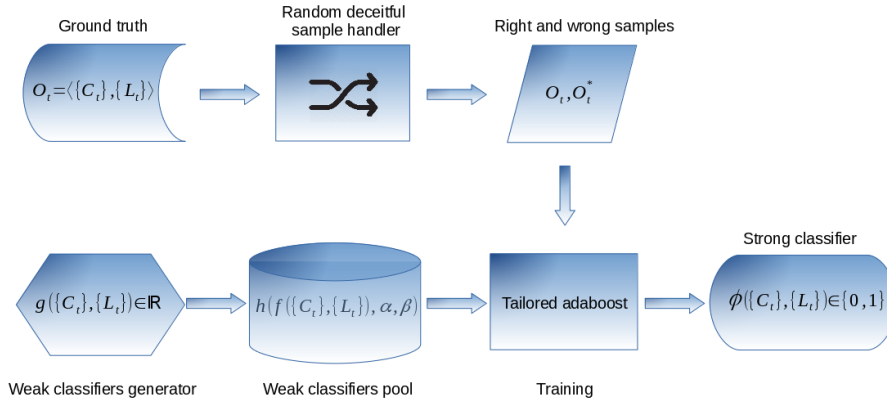 Ground truth
Random deceitful
sample handler
Right and wrong samples
O_t=⟨{C_t},{L_t}⟩
O_t,O_t^*
Strong classifier
g({C_t},{L_t})∈ℝ
h(f({C_t},{L_t}),α,β)
Tailored adaboost
ϕ({C_t},{L_t})∈{0,1}
Weak classifiers generator
Weak classifiers pool
Training